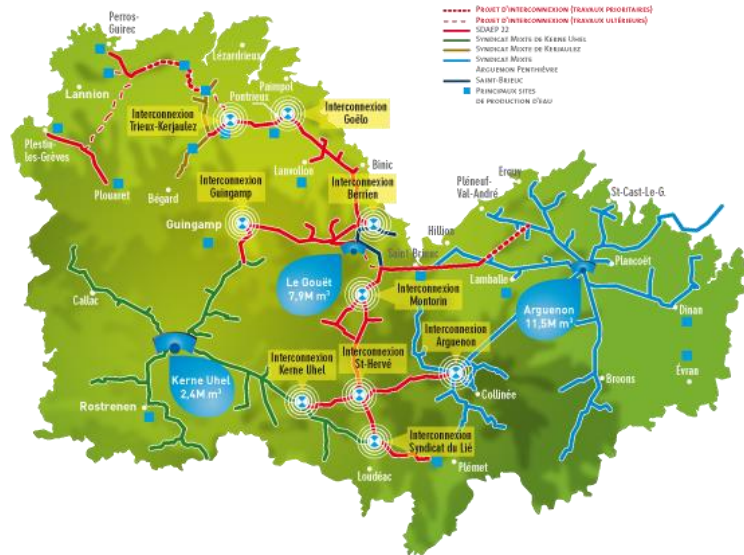 PROJET D'INTERCONNEXION (TRAVAUX PRIORITAIRES)
PROJET D'INTERCONNEXION (TRAVAUX ULTÉRIEURS)
SDAEP 22
SYNDICAT MIXTE DE KERNE UHEL
SYNDICAT MIXTE DE KERJAULEZ
SYNDICAT MIXTE
ARGUENON PENTHIÈVRE
SAINT-BRIEUC
PRINCIPAUX SITES
DE PRODUCTION D'EAU
Perros-
Guirec
Lézardrieux
Lannion
Paimpol
Pontrieux
Interconnexion
Trieux-Kerjaulez
Interconnexion
Goëlo
Plestin
-les-Grèves
Plouaret
Bégard
Lanvollon
Binic
Interconnexion
Guingamp
Interconnexion
Berrien
Guingamp
Pléneuf-
Val-André
Erquy
St-Cast-Le-G.
Hillion
Saint-Brieuc
Le Gouët
7,9M m³
Lamballe
Plancoët
Interconnexion
Montorin
Arguenon
11,5M m³
Dinan
Callac
Interconnexion
Arguenon
Interconnexion
St-Hervé
Interconnexion
Kerne Uhel
Kerne Uhel
2,4M m³
Évran
Rostrenen
Collinée
Broons
Interconnexion
Syndicat du Lié
Loudéac
Plémet